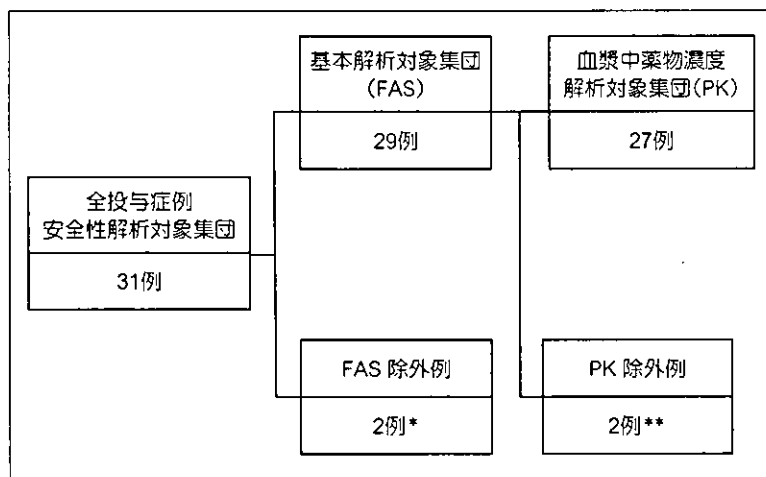 基本解析対象集団
(FAS)
29例
血漿中薬物濃度
解析対象集団(PK)
27例
全投与症例
安全性解析対象集団
31例
FAS 除外例
2例*
PK 除外例
2例**